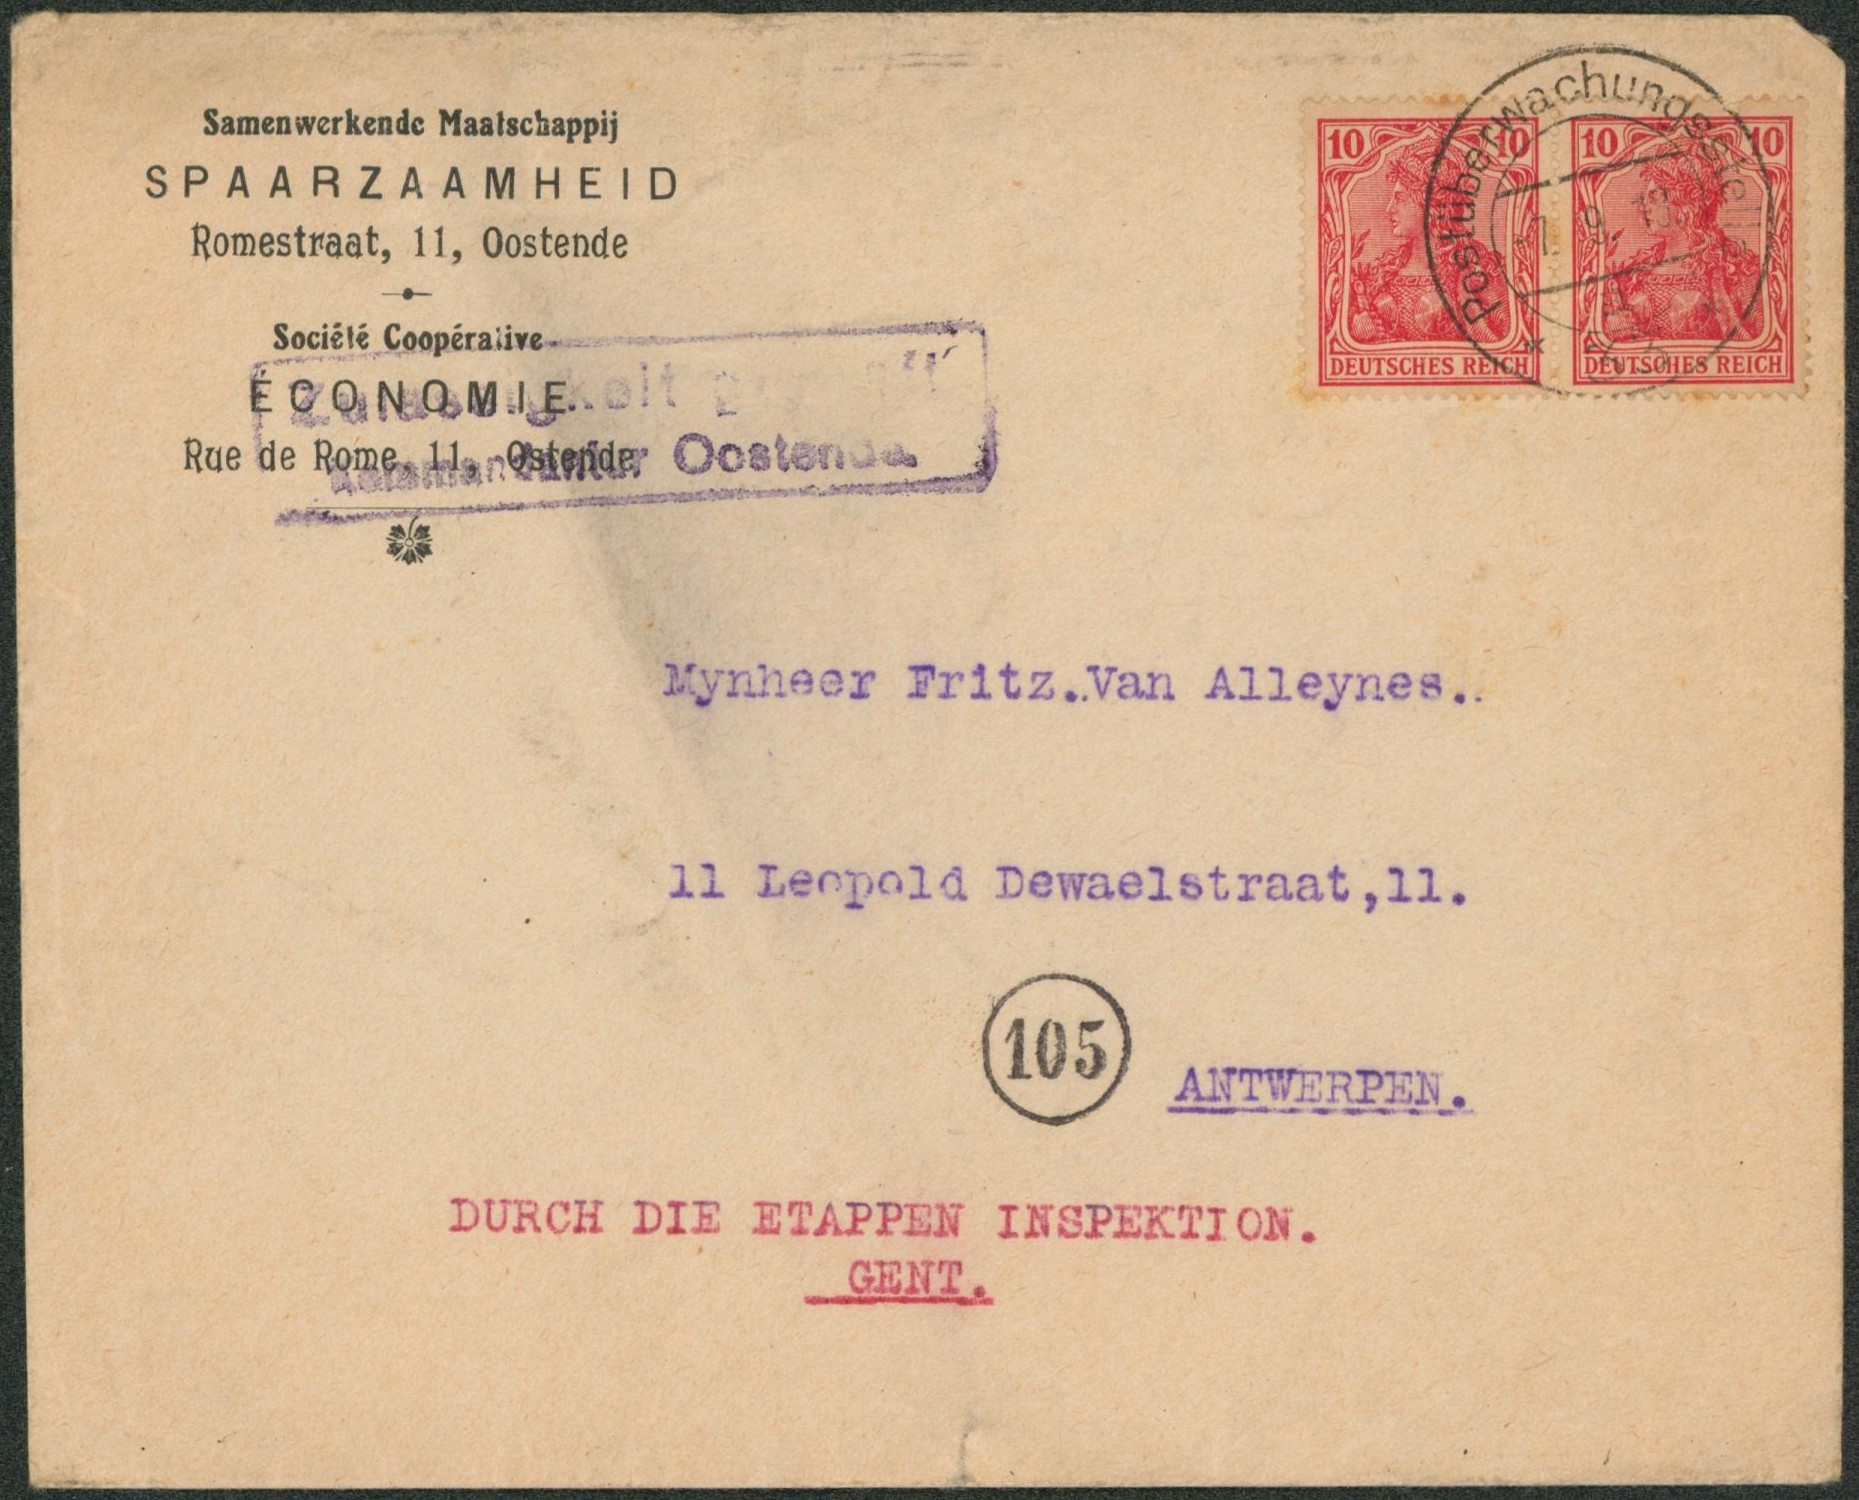 Samenwerkende Maatschappij
SPAARZAAMHEID
Romestraat, 11, Oostende
Société Coopérative
ÉCONOMIE
Rue de Rome, 11, Ostende
Oostende.
10 10
DEUTSCHES REICH
10 10
DEUTSCHES REICH
Postüberwachungsstelle
Mynheer Fritz..Van Alleynes..
11 Leopold Dewaelstraat,11.
105
ANTWERPEN.
DURCH DIE ETAPPEN INSPEKTION.
GENT.